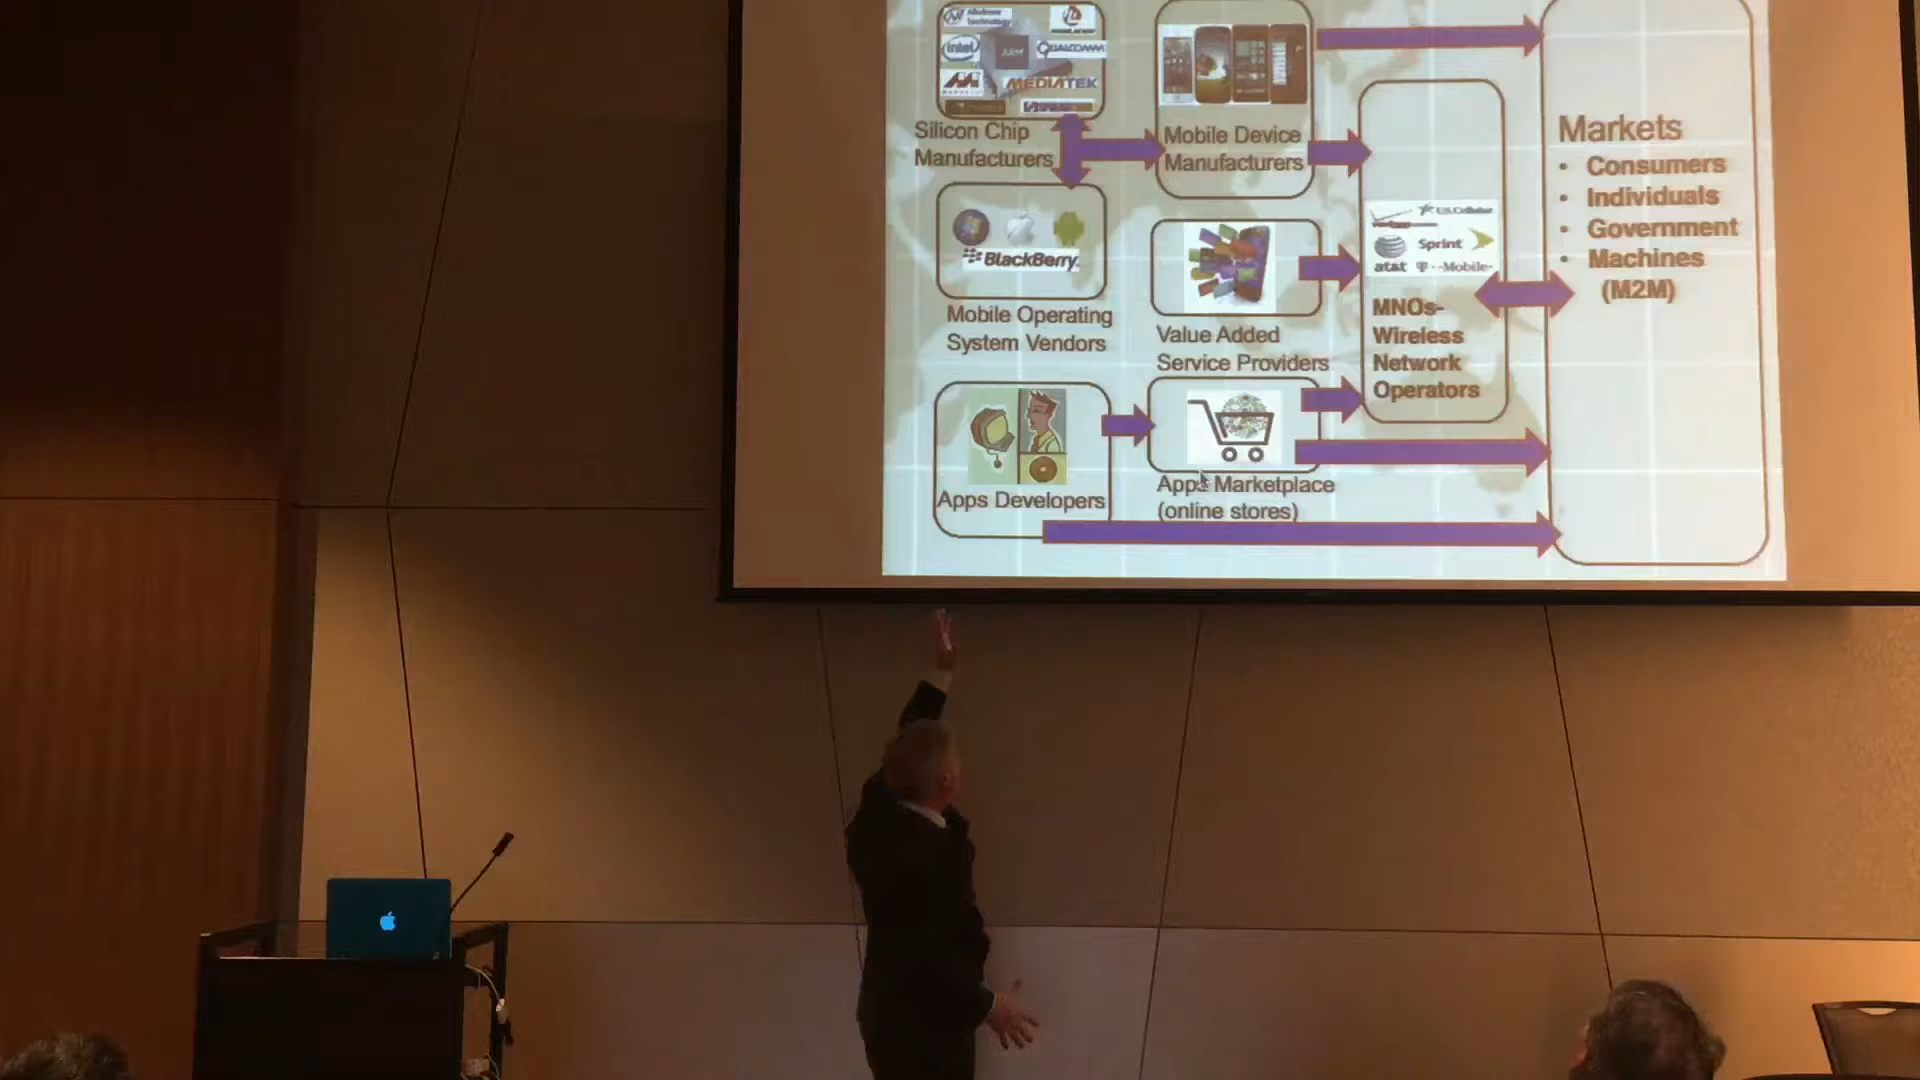 intel
ARM
QUALCOMM
MEDIATEK
Silicon Chip
Manufacturers
Mobile Device
Manufacturers
BlackBerry
Mobile Operating
System Vendors
Value Added
Service Providers
U.S. Cellular
Sprint
at&t T--Mobile-
MNOs-
Wireless
Network
Operators
Markets
• Consumers
• Individuals
• Government
• Machines
(M2M)
Apps Developers
Apps Marketplace
(online stores)